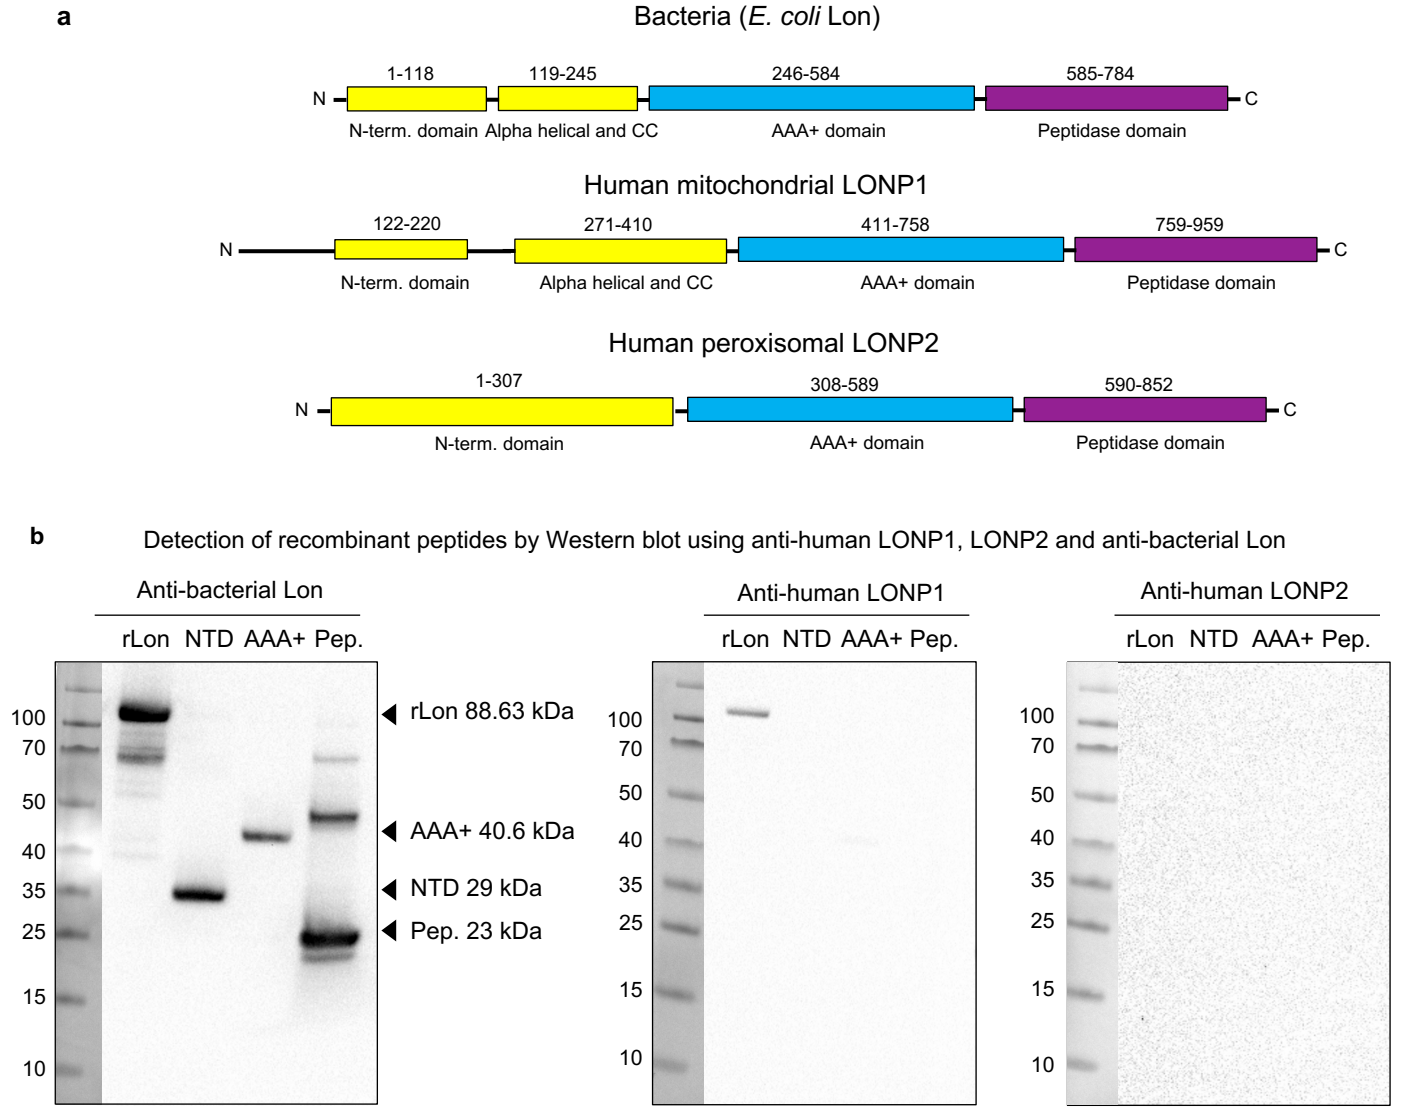 a
Bacteria (E. coli Lon)
1-118 119-245 246-584 585-784
N C
N-term. domain Alpha helical and CC AAA+ domain Peptidase domain
Human mitochondrial LONP1
122-220 271-410 411-758 759-959
N C
N-term. domain Alpha helical and CC AAA+ domain Peptidase domain
Human peroxisomal LONP2
1-307 308-589 590-852
N C
N-term. domain AAA+ domain Peptidase domain
b
Detection of recombinant peptides by Western blot using anti-human LONP1, LONP2 and anti-bacterial Lon
Anti-bacterial Lon
rLon NTD AAA+ Pep.
100
70
50
40
35
25
15
10
rLon 88.63 kDa
AAA+ 40.6 kDa
NTD 29 kDa
Pep. 23 kDa
Anti-human LONP1
rLon NTD AAA+ Pep.
100
70
50
40
35
25
15
10
Anti-human LONP2
rLon NTD AAA+ Pep.
100
70
50
40
35
25
15
10